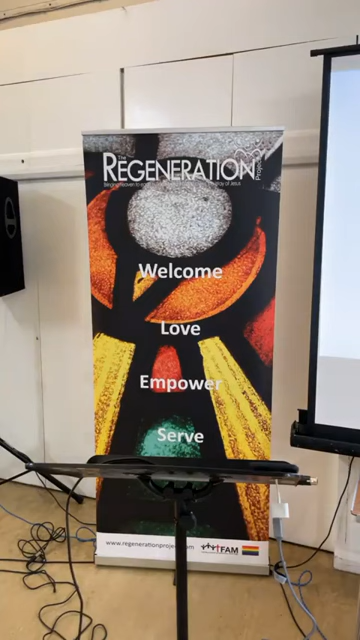 The
REGENERATION
Project
Welcome
Love
Empower
Serve
www.regenerationproject.com
FAM